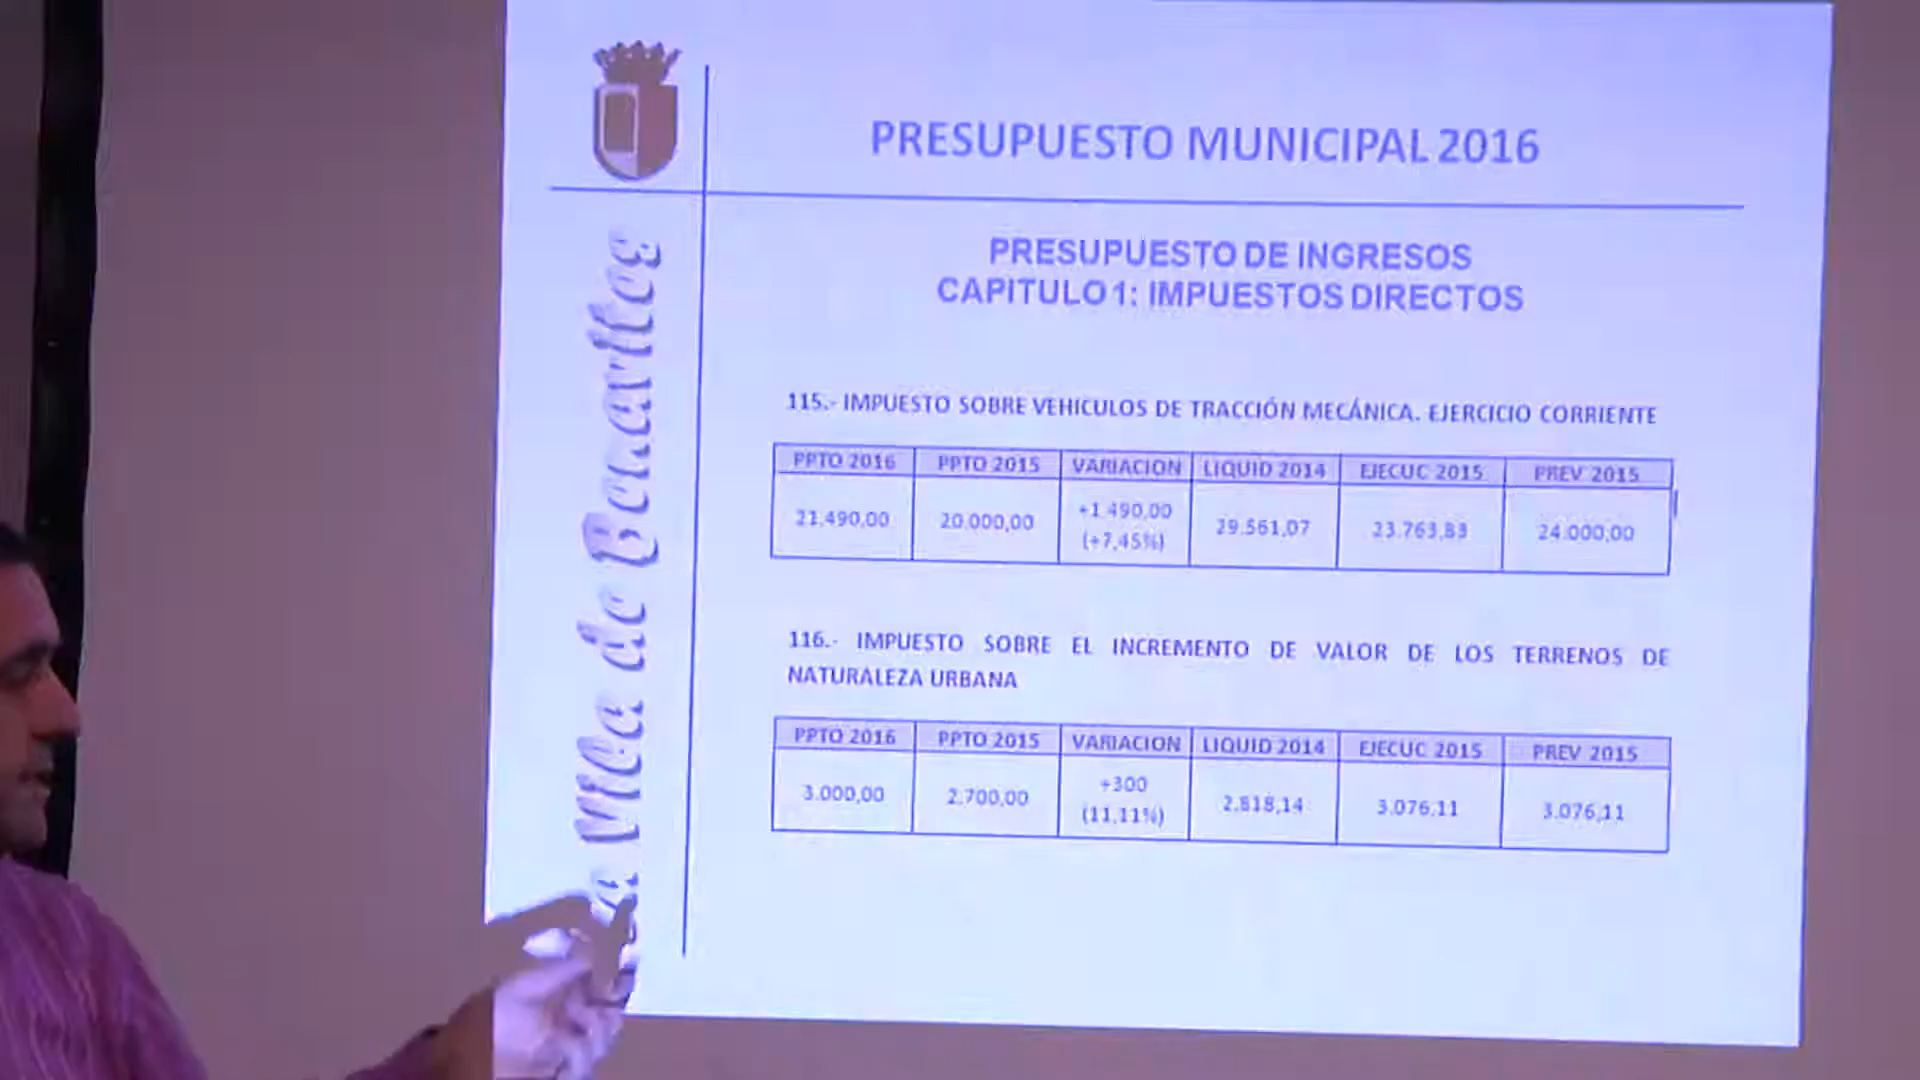 PRESUPUESTO MUNICIPAL 2016
PRESUPUESTO DE INGRESOS
CAPITULO 1: IMPUESTOS DIRECTOS
115.- IMPUESTO SOBRE VEHICULOS DE TRACCIÓN MECÁNICA. EJERCICIO CORRIENTE
PPTO 2016 PPTO 2015 VARIACION LIQUID 2014 EJECUC 2015 PREV 2015
21.490,00 20.000,00 +1.490,00 (+7,45%) 29.561,07 23.763,83 24.000,00
116.- IMPUESTO SOBRE EL INCREMENTO DE VALOR DE LOS TERRENOS DE
NATURALEZA URBANA
PPTO 2016 PPTO 2015 VARIACION LIQUID 2014 EJECUC 2015 PREV 2015
3.000,00 2.700,00 +300 (11,11%) 2.818,14 3.076,11 3.076,11
Villa de